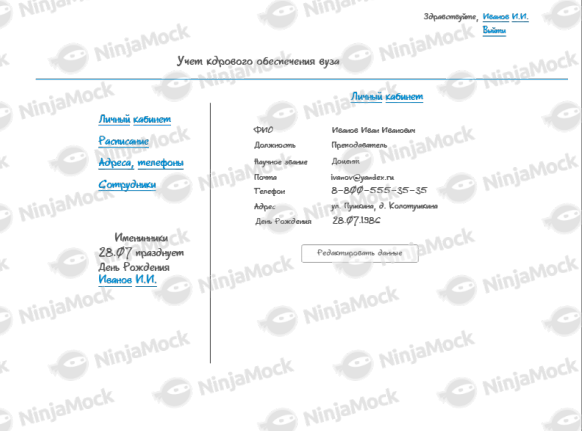 Здравствуйте, Иванов И.И.
Выйти
Учет кдрового обеспечения вуза
Личный кабинет
Личный кабинет
Расписание
Адреса, телефоны
Сотрудники
Именинники
28.07 празднует
День Рождения
Иванов И.И.
ФИО Иванов Иван Иванович
Должность Преподаватель
Научное звание Доцент
Почта ivanov@yandex.ru
Телефон 8-800-555-35-35
Адрес ул. Пушкина, д. Колотушкина
День Рождения 28.07.1986
Редактировать данные
NinjaMock